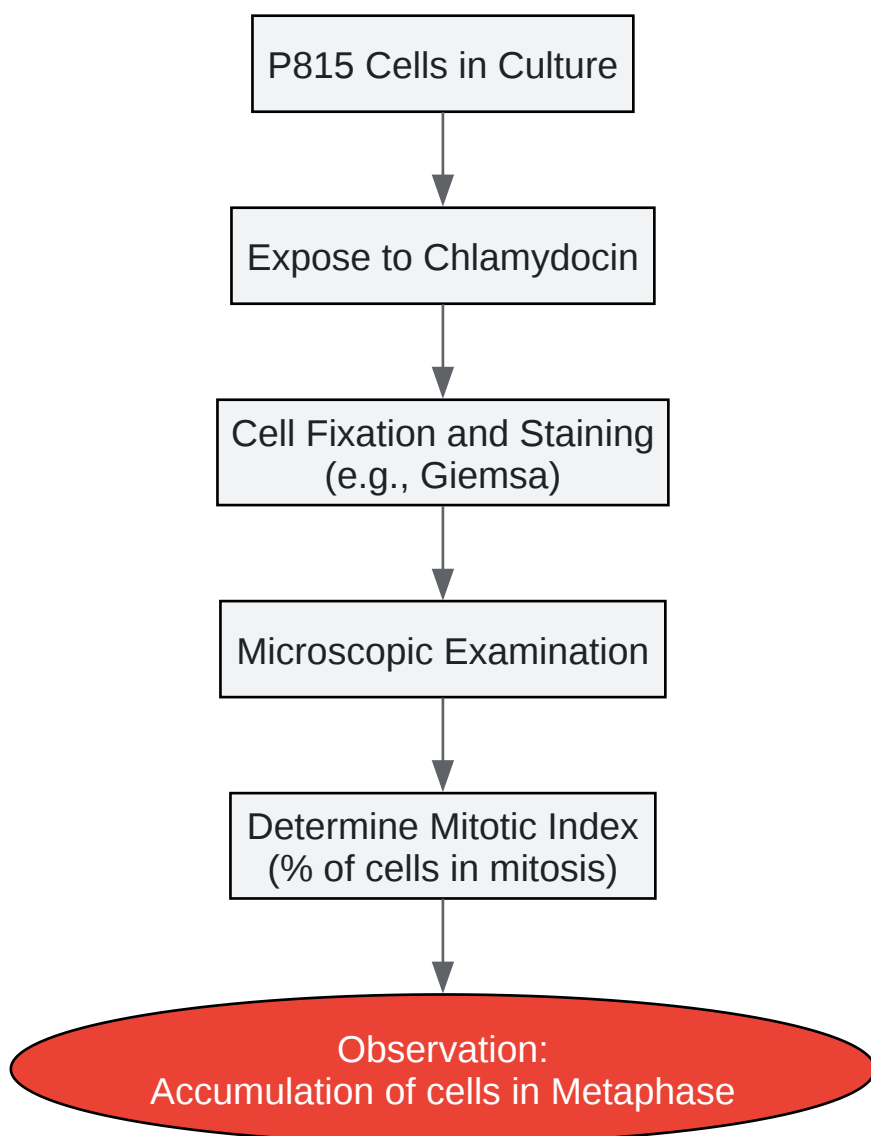 P815 Cells in Culture
Expose to Chlamydocin
Cell Fixation and Staining
(e.g., Giemsa)
Microscopic Examination
Determine Mitotic Index
(% of cells in mitosis)
Observation:
Accumulation of cells in Metaphase